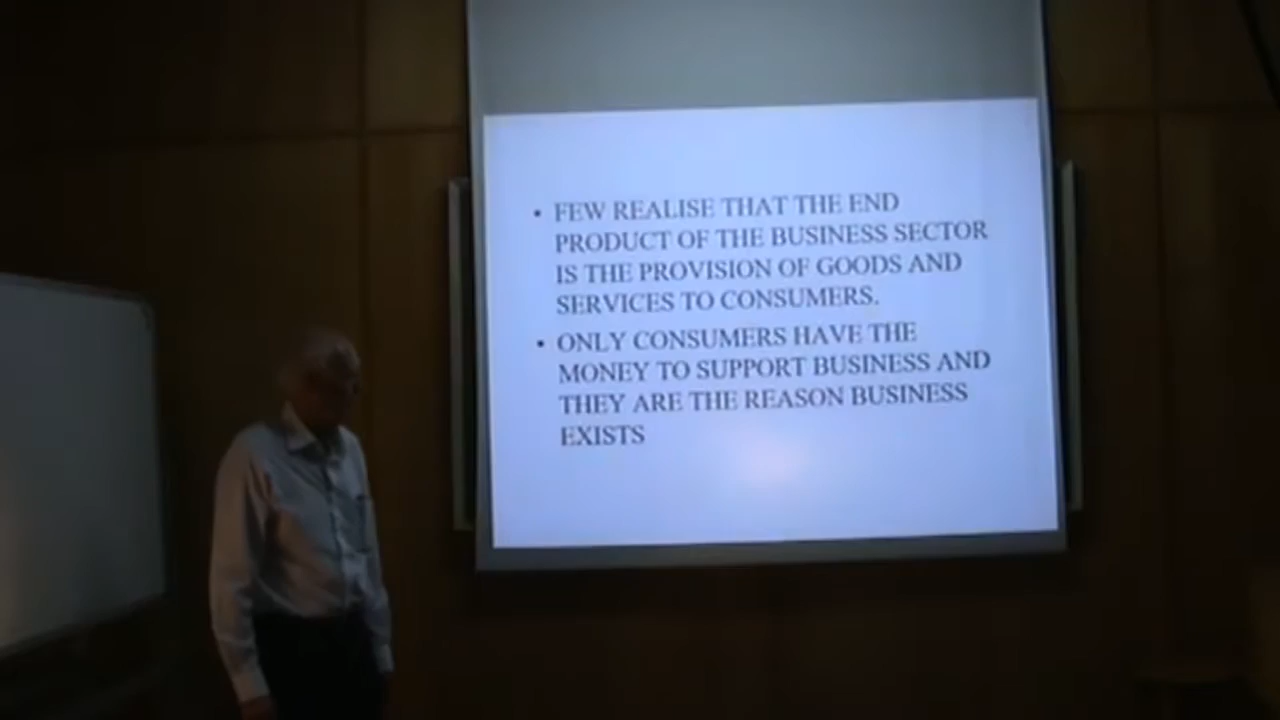 • FEW REALISE THAT THE END
PRODUCT OF THE BUSINESS SECTOR
IS THE PROVISION OF GOODS AND
SERVICES TO CONSUMERS.
• ONLY CONSUMERS HAVE THE
MONEY TO SUPPORT BUSINESS AND
THEY ARE THE REASON BUSINESS
EXISTS